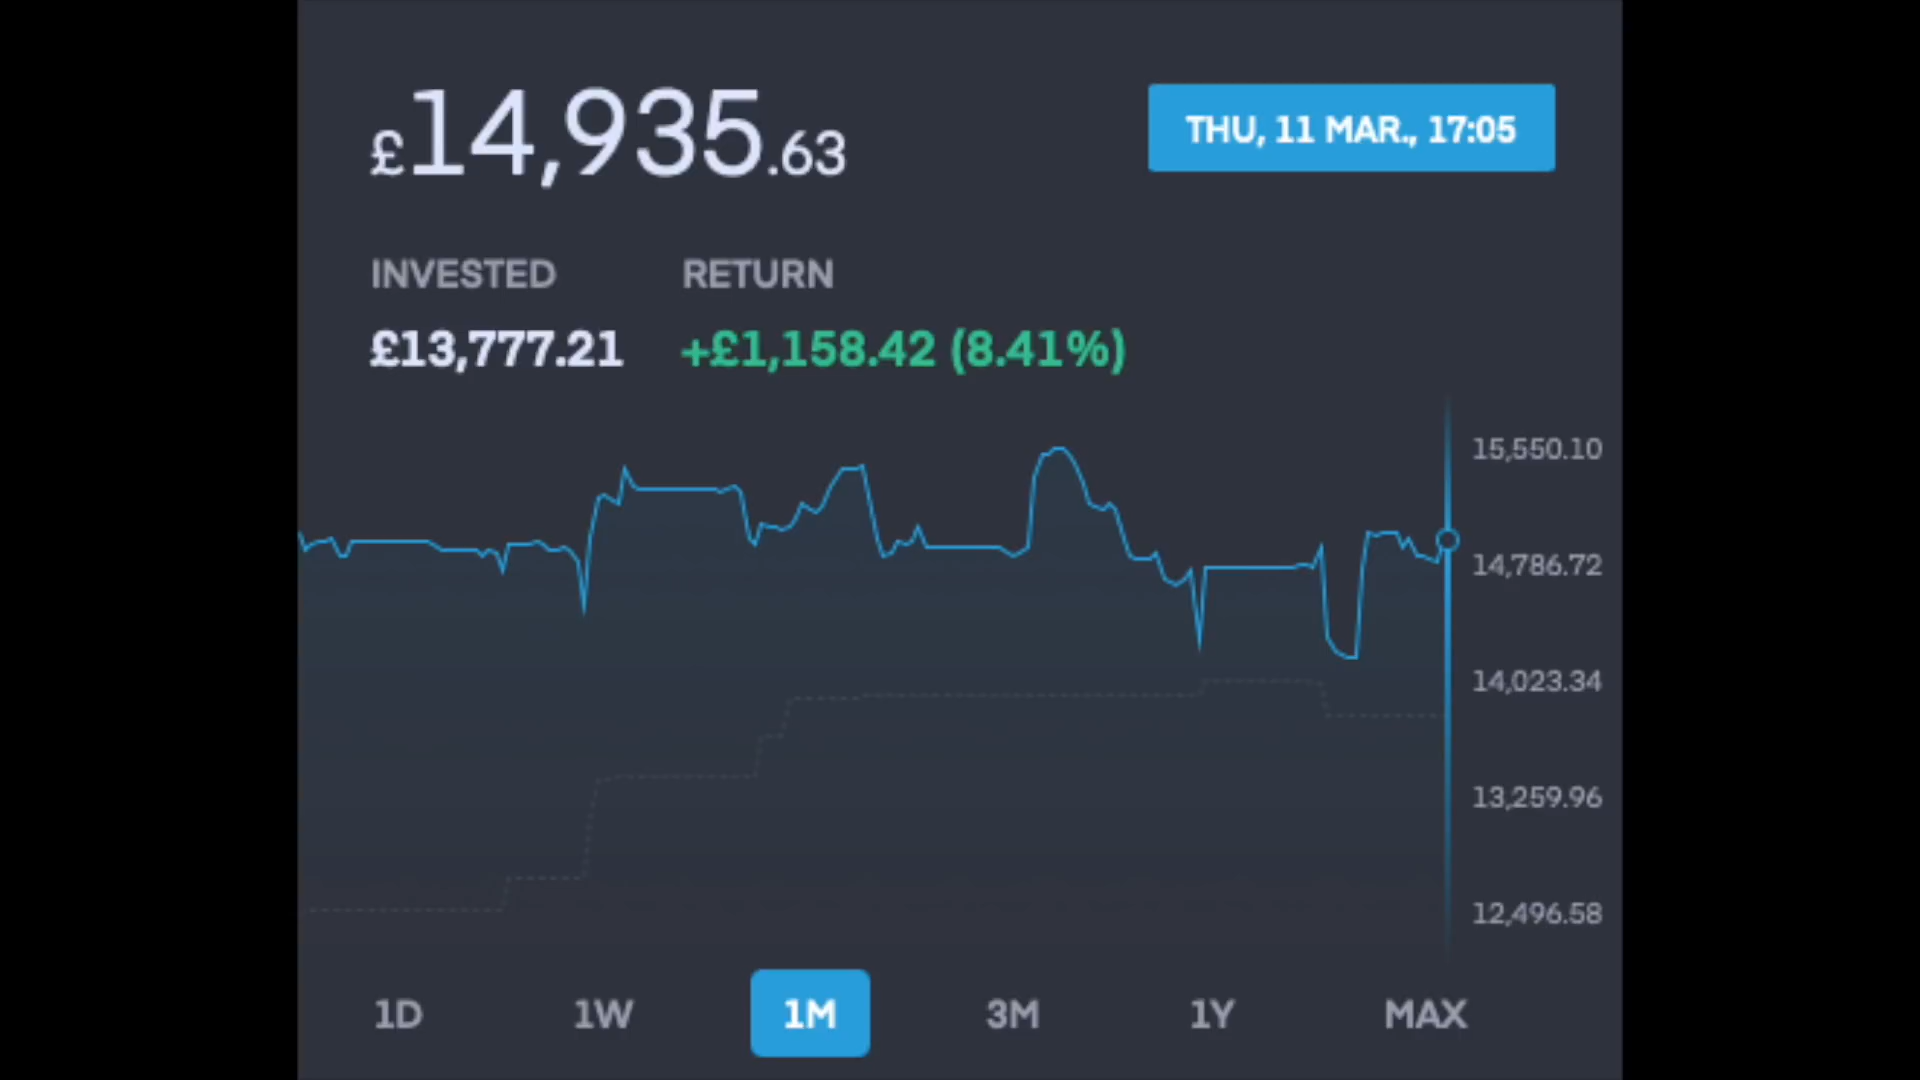 £14,935.63
THU, 11 MAR., 17:05
INVESTED
RETURN
£13,777.21
+£1,158.42 (8.41%)
15,550.10
14,786.72
14,023.34
13,259.96
12,496.58
1D
1W
1M
3M
1Y
MAX